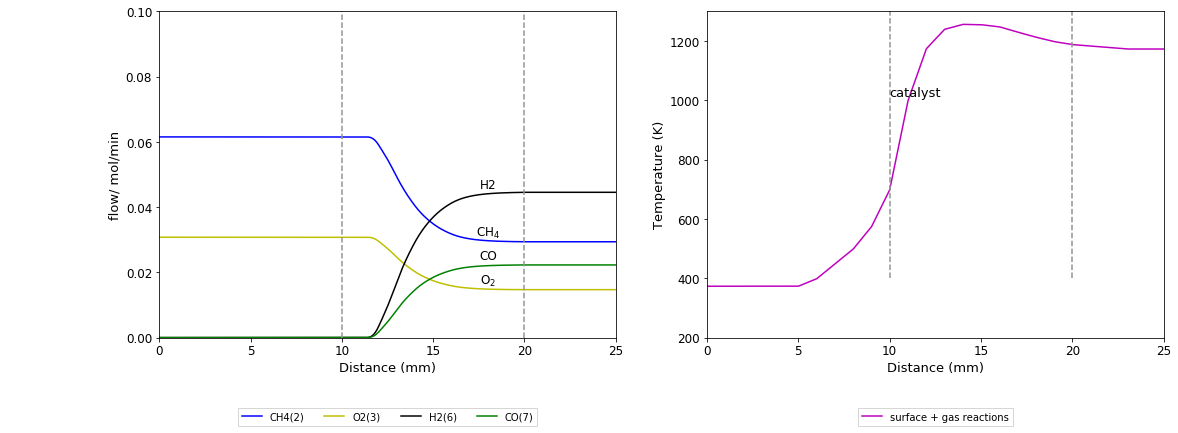 0.10
0.08
0.06
0.04
0.02
0.00
flow/ mol/min
H2
CH4
CO
O2
0 5 10 15 20 25
Distance (mm)
CH4(2) O2(3) H2(6) CO(7)
1200
1000
800
600
400
200
Temperature (K)
catalyst
0 5 10 15 20 25
Distance (mm)
surface + gas reactions